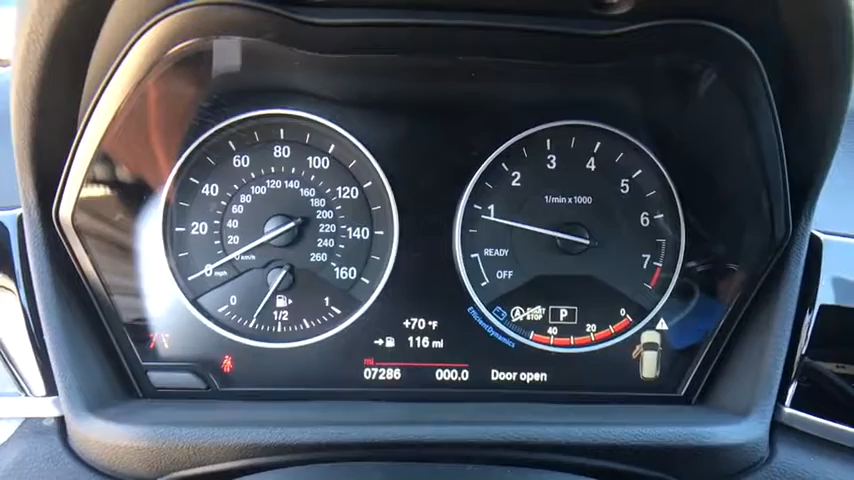 80
60
100
40
120
20
140
0
160
120 140
100
160
80
180
60
200
40
220
20
240
0 km/h
260
mph
0
1/2
1
3
4
2
5
1/min x 1000
1
6
READY
OFF
7
START
STOP
P
40
20
0
EfficientDynamics
+70 °F
116 mi
mi
07286
000.0
Door open